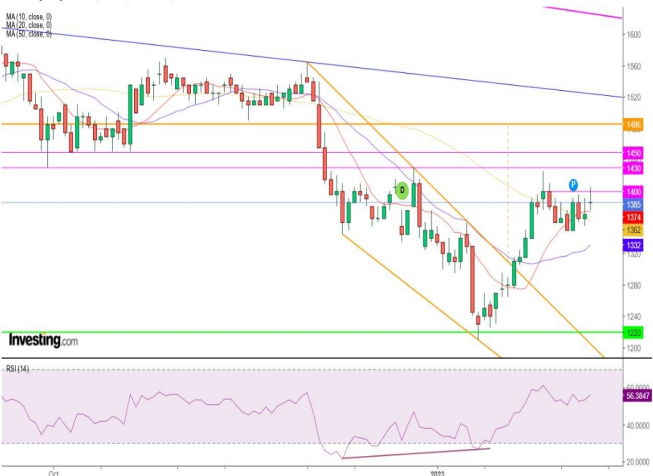 MA (10, close, 0)
MA (20, close, 0)
MA (50, close, 0)
1600
1560
1520
1486
1450
1430
1400
1385
1374
1362
1332
1320
1280
1240
1220
1200
D
P
Investing.com
RSI (14)
60.0000
56.3847
40.0000
20.0000
Oct
2023